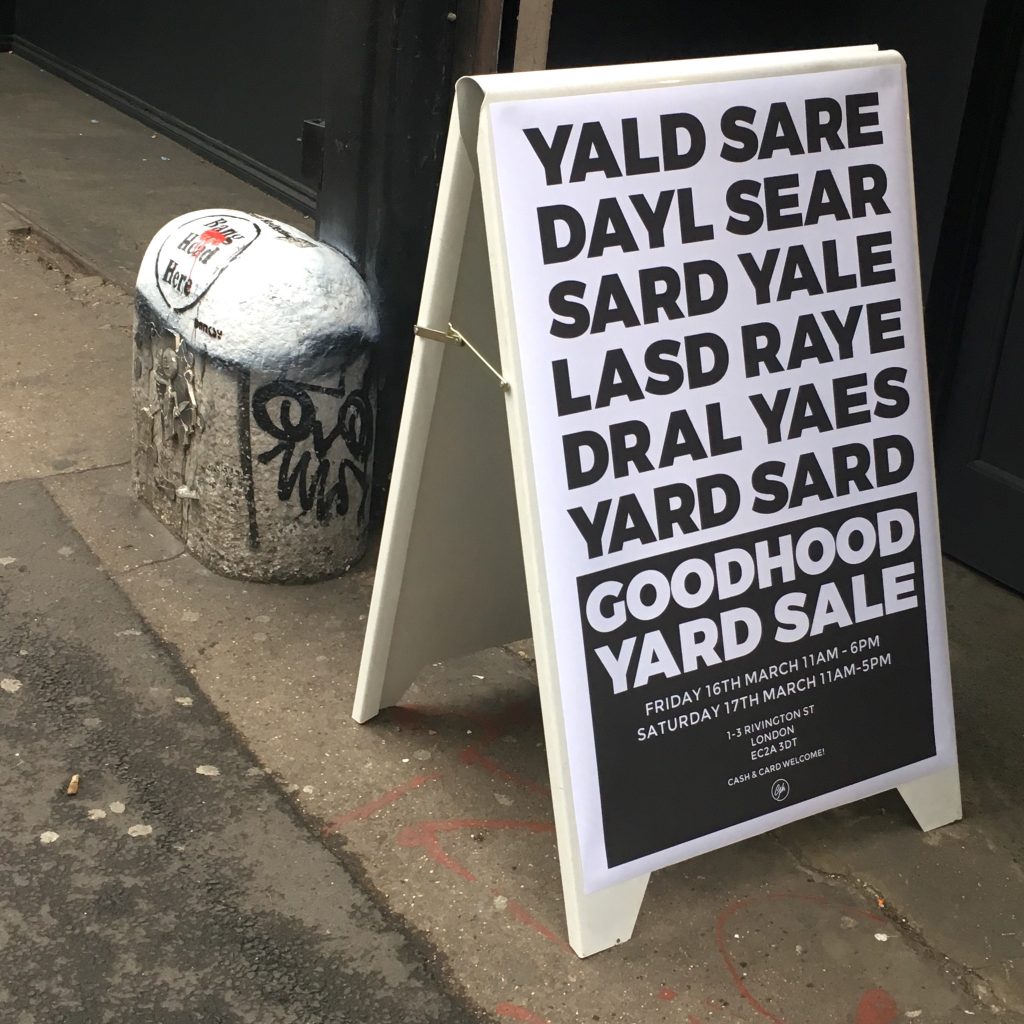 YALD SARE
DAYL SEAR
SARD YALE
LASD RAYE
DRAL YAES
YARD SARD
GOODHOOD
YARD SALE
FRIDAY 16TH MARCH 11AM - 6PM
SATURDAY 17TH MARCH 11AM-5PM
1-3 RIVINGTON ST
LONDON
EC2A 3DT
CASH & CARD WELCOME!
Bang
Head
Here